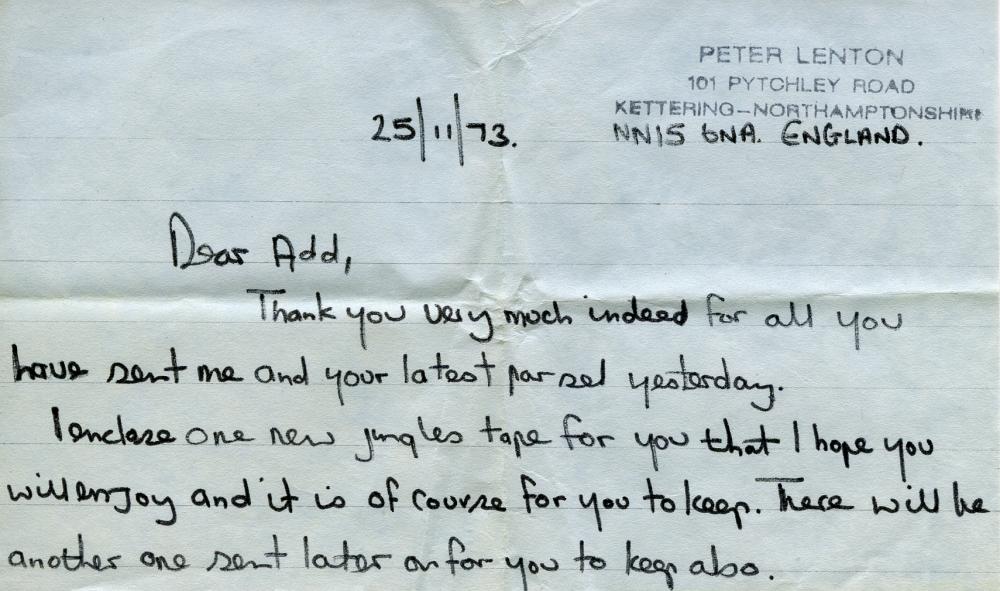 PETER LENTON
101 PYTCHLEY ROAD
KETTERING-NORTHAMPTONSHIRE
NN15 6NA. ENGLAND.
25/11/73.
Dear Add,
Thank you very much indeed for all you
have sent me and your latest parsel yesterday.
I enclose one new jingles tape for you that I hope you
will enjoy and it is of course for you to keep. There will be
another one sent later on for you to keep also.